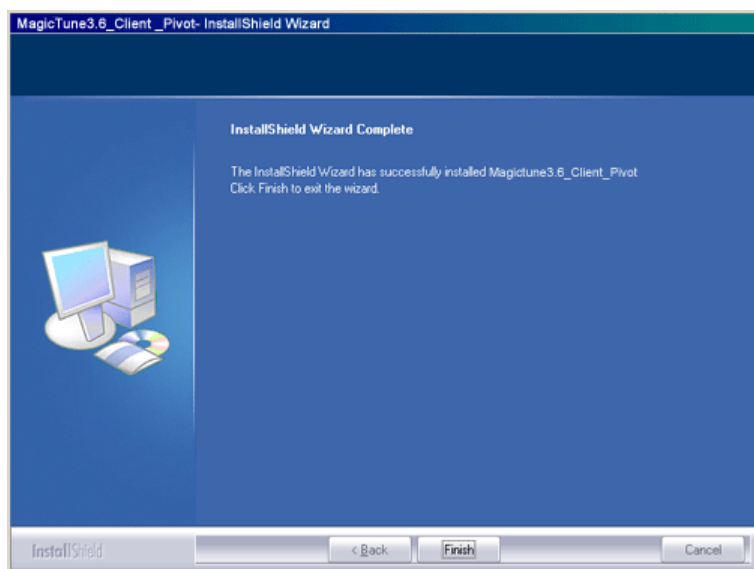 MagicTune3.6_Client _Pivot- InstallShield Wizard
InstallShield Wizard Complete
The InstallShield Wizard has successfully installed Magictune3.6_Client_Pivot
Click Finish to exit the wizard.
InstallShield
< Back
Finish
Cancel